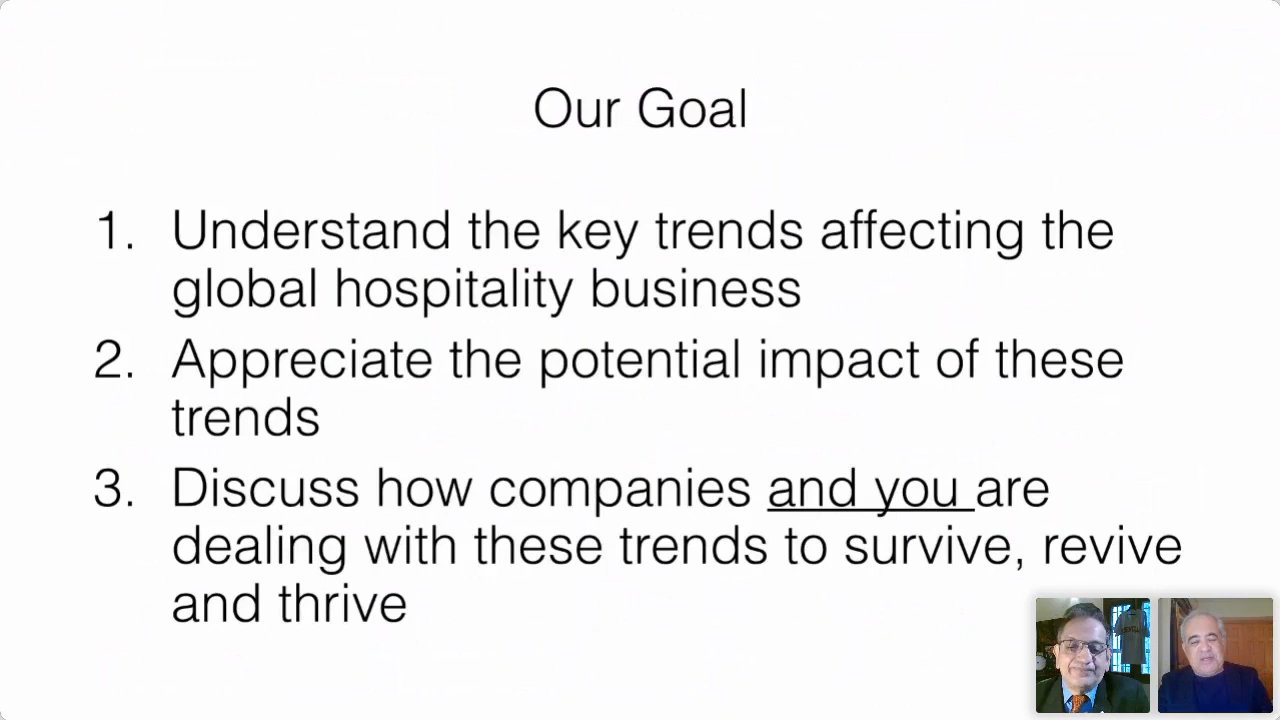 Our Goal
1. Understand the key trends affecting the
global hospitality business
2. Appreciate the potential impact of these
trends
3. Discuss how companies and you are
dealing with these trends to survive, revive
and thrive